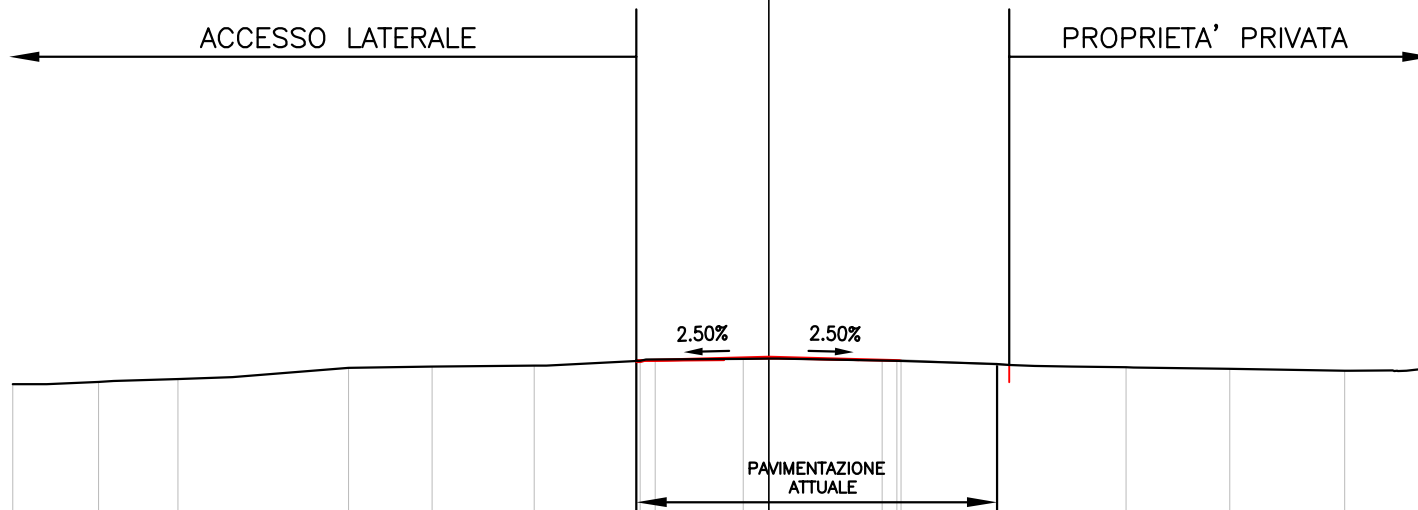 ACCESSO LATERALE
PROPRIETA' PRIVATA
2.50%
2.50%
PAVIMENTAZIONE
ATTUALE